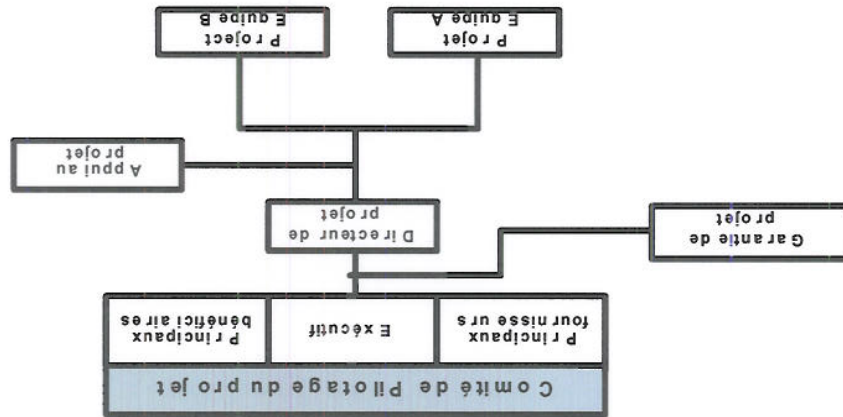 Comité de Pilotage du projet
Principaux
fournisseurs
Exécutif
Principaux
bénéficiaires
Garantie de
projet
Directeur de
projet
Appui au
projet
Projet
Equipe A
Project
Equipe B